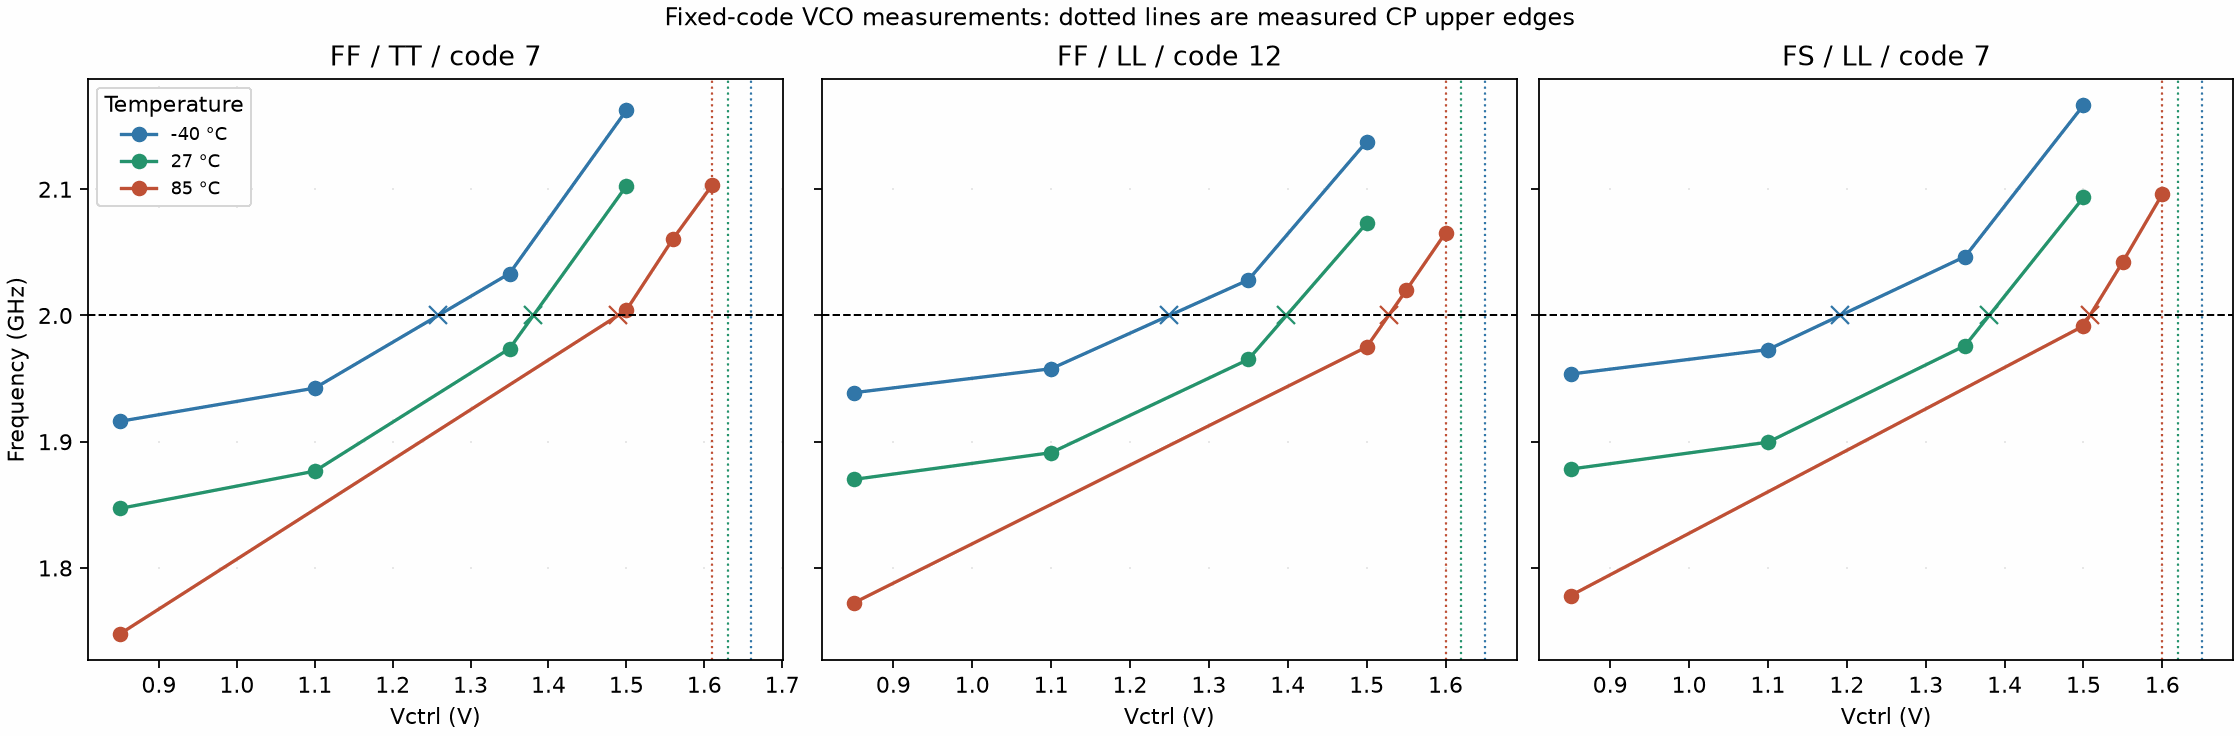 Fixed-code VCO measurements: dotted lines are measured CP upper edges
FF / TT / code 7
FF / LL / code 12
FS / LL / code 7
Temperature
-40 °C
27 °C
85 °C
Frequency (GHz)
2.1
2.0
1.9
1.8
0.9 1.0 1.1 1.2 1.3 1.4 1.5 1.6 1.7
0.9 1.0 1.1 1.2 1.3 1.4 1.5 1.6
0.9 1.0 1.1 1.2 1.3 1.4 1.5 1.6
Vctrl (V)
Vctrl (V)
Vctrl (V)